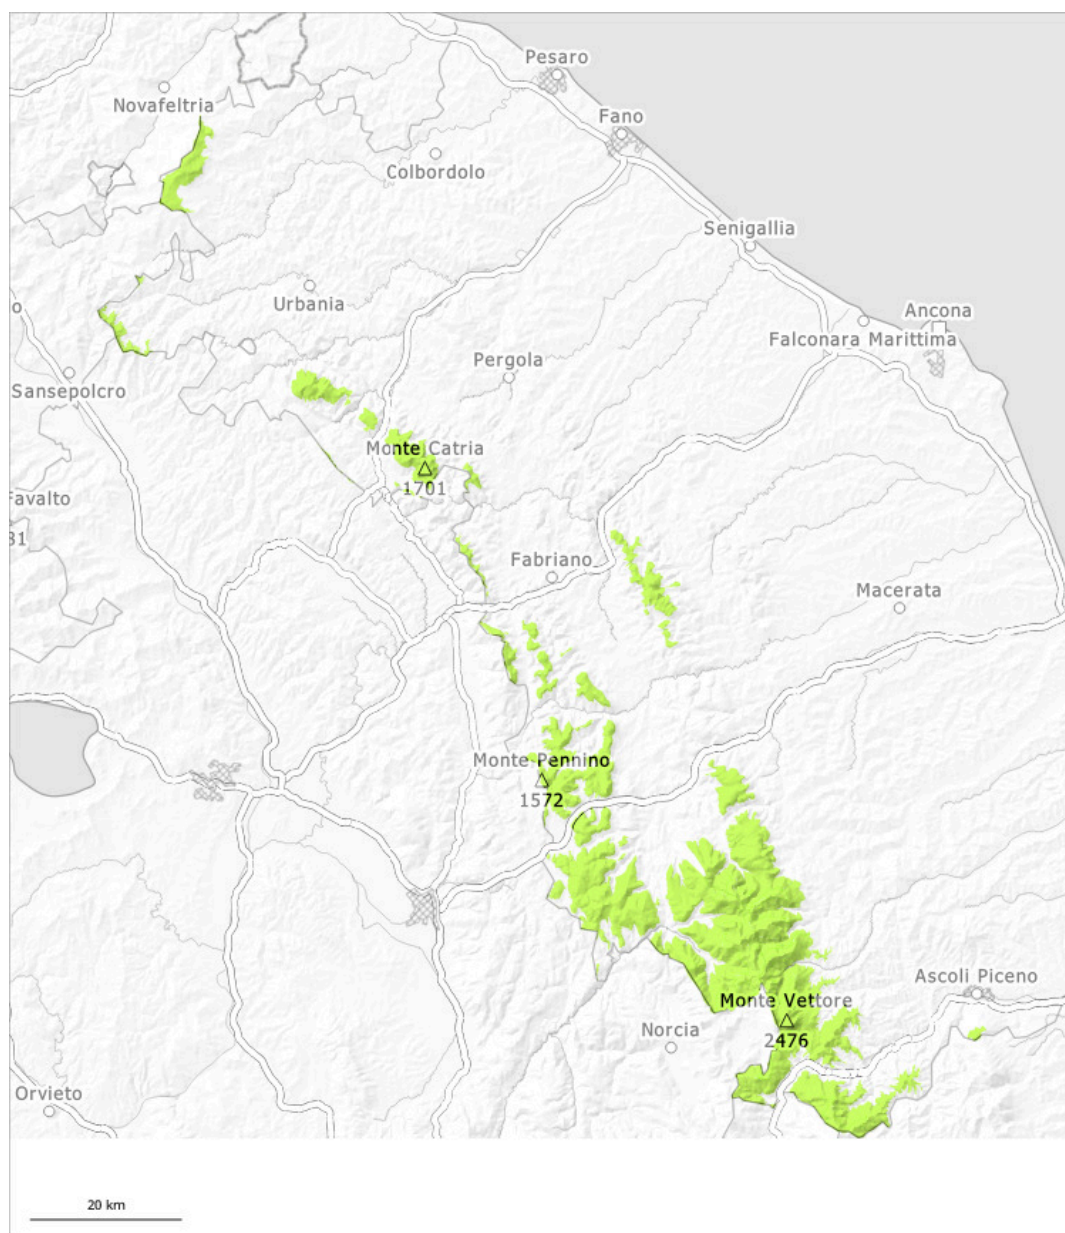 Pesaro
Novafeltria
Fano
Colbordolo
Senigallia
Urbania
Ancona
o
Falconara Marittima
Pergola
Sansepolcro
Monte Catria
1701
Favalto
31
Fabriano
Macerata
Monte Pennino
1572
Ascoli Piceno
Monte Vettore
Norcia
2476
Orvieto
20 km